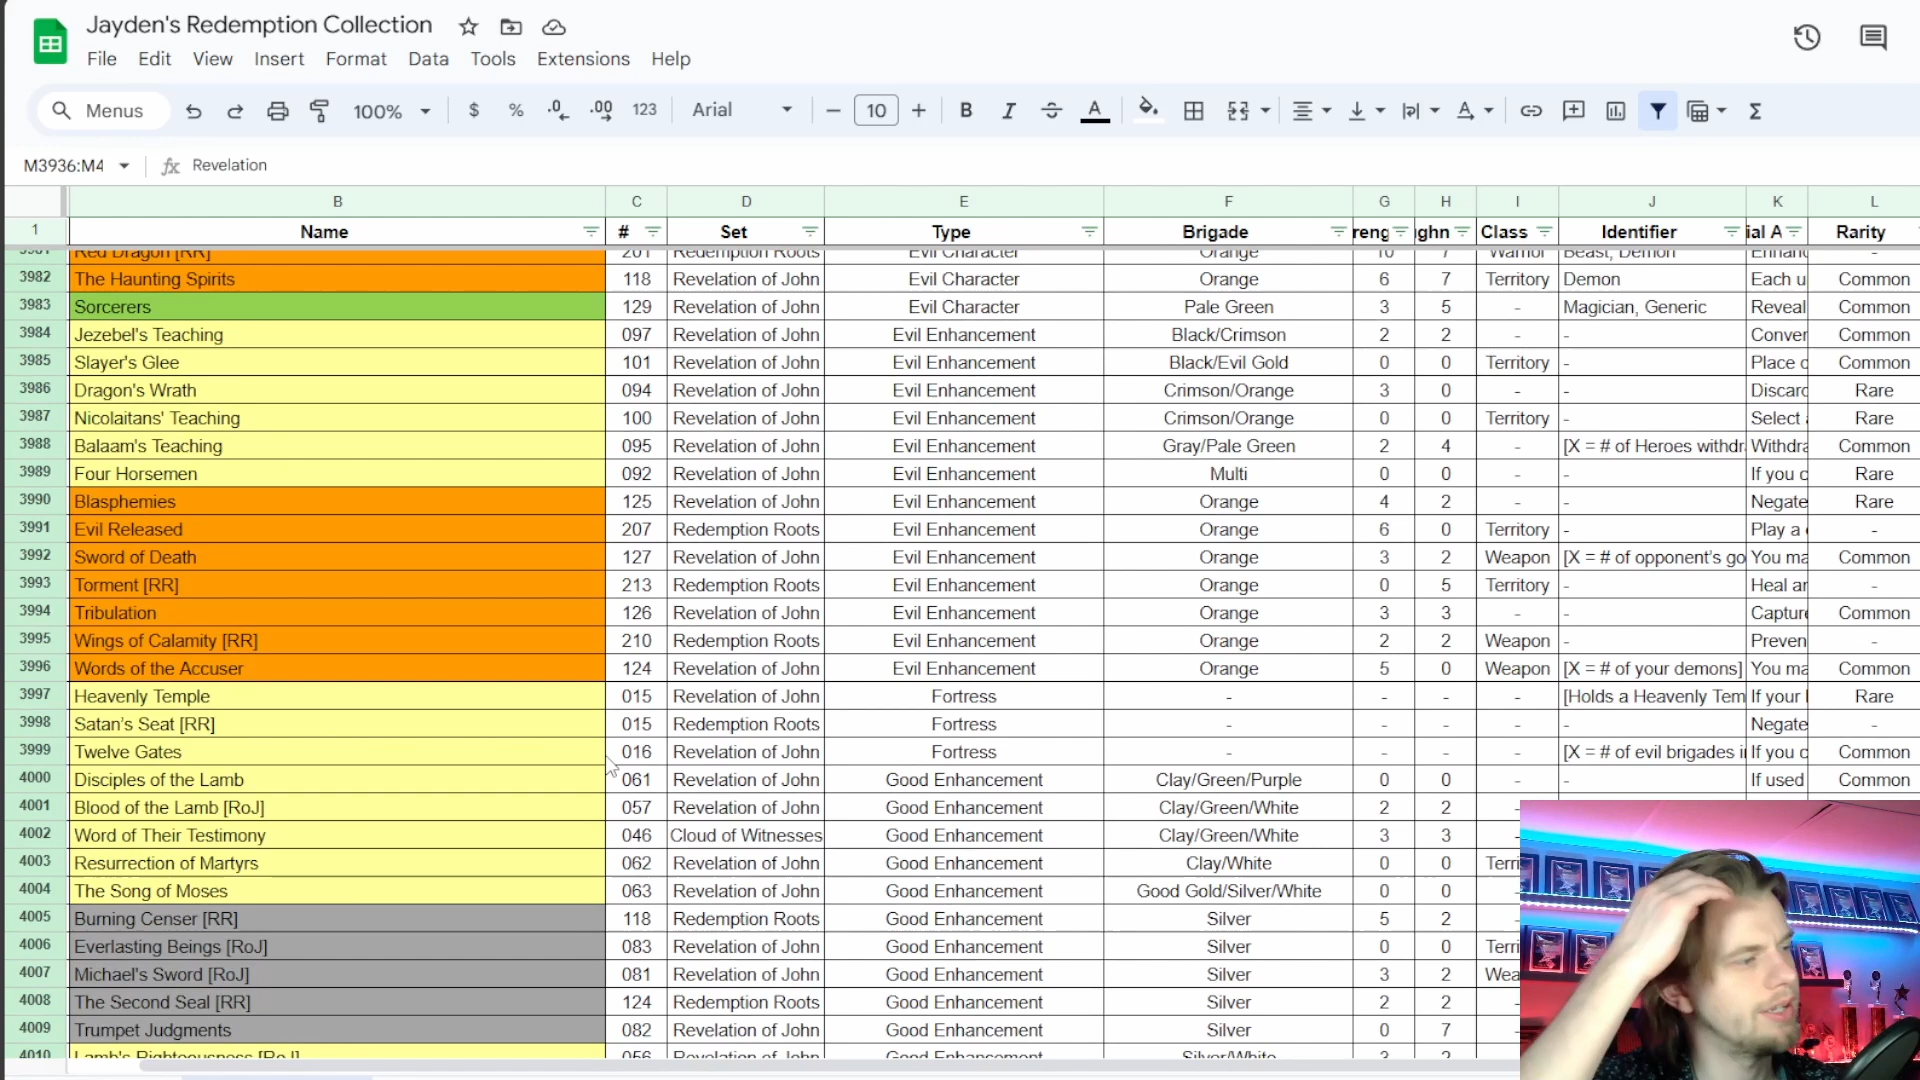 Jayden's Redemption Collection
File Edit View Insert Format Data Tools Extensions Help
Menus 100% $ % .0 .00 123 Arial 10 B I A
M3936:M4 fx Revelation
B C D E F G H I J K L
1 Name # Set Type Brigade reng ughn Class Identifier ial A Rarity
3981 Red Dragon [RR] 201 Redemption Roots Evil Character Orange 10 7 Warrior Beast, Demon Enhanc -
3982 The Haunting Spirits 118 Revelation of John Evil Character Orange 6 7 Territory Demon Each u Common
3983 Sorcerers 129 Revelation of John Evil Character Pale Green 3 5 - Magician, Generic Reveal Common
3984 Jezebel's Teaching 097 Revelation of John Evil Enhancement Black/Crimson 2 2 - - Conver Common
3985 Slayer's Glee 101 Revelation of John Evil Enhancement Black/Evil Gold 0 0 Territory - Place o Common
3986 Dragon's Wrath 094 Revelation of John Evil Enhancement Crimson/Orange 3 0 - - Discard Rare
3987 Nicolaitans' Teaching 100 Revelation of John Evil Enhancement Crimson/Orange 0 0 Territory - Select Rare
3988 Balaam's Teaching 095 Revelation of John Evil Enhancement Gray/Pale Green 2 4 - [X = # of Heroes withdr Withdra Common
3989 Four Horsemen 092 Revelation of John Evil Enhancement Multi 0 0 - - If you c Rare
3990 Blasphemies 125 Revelation of John Evil Enhancement Orange 4 2 - - Negate Rare
3991 Evil Released 207 Redemption Roots Evil Enhancement Orange 6 0 Territory - Play a -
3992 Sword of Death 127 Revelation of John Evil Enhancement Orange 3 2 Weapon [X = # of opponent's go You ma Common
3993 Torment [RR] 213 Redemption Roots Evil Enhancement Orange 0 5 Territory - Heal ar -
3994 Tribulation 126 Revelation of John Evil Enhancement Orange 3 3 - - Capture Common
3995 Wings of Calamity [RR] 210 Redemption Roots Evil Enhancement Orange 2 2 Weapon - Preven -
3996 Words of the Accuser 124 Revelation of John Evil Enhancement Orange 5 0 Weapon [X = # of your demons] You ma Common
3997 Heavenly Temple 015 Revelation of John Fortress - - - - [Holds a Heavenly Tem If your Rare
3998 Satan's Seat [RR] 015 Redemption Roots Fortress - - - - - Negate -
3999 Twelve Gates 016 Revelation of John Fortress - - - - [X = # of evil brigades i If you c Common
4000 Disciples of the Lamb 061 Revelation of John Good Enhancement Clay/Green/Purple 0 0 - - If used Common
4001 Blood of the Lamb [RoJ] 057 Revelation of John Good Enhancement Clay/Green/White 2 2 -
4002 Word of Their Testimony 046 Cloud of Witnesses Good Enhancement Clay/Green/White 3 3 -
4003 Resurrection of Martyrs 062 Revelation of John Good Enhancement Clay/White 0 0 Terri
4004 The Song of Moses 063 Revelation of John Good Enhancement Good Gold/Silver/White 0 0 -
4005 Burning Censer [RR] 118 Redemption Roots Good Enhancement Silver 5 2 -
4006 Everlasting Beings [RoJ] 083 Revelation of John Good Enhancement Silver 0 0 Terri
4007 Michael's Sword [RoJ] 081 Revelation of John Good Enhancement Silver 3 2 Wea
4008 The Second Seal [RR] 124 Redemption Roots Good Enhancement Silver 2 2 -
4009 Trumpet Judgments 082 Revelation of John Good Enhancement Silver 0 7 -
4010 Lamb's Righteousness [RoJ] 056 Revelation of John Good Enhancement Silver/White 3 2